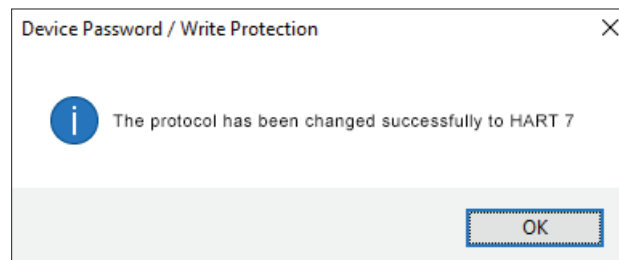 Device Password / Write Protection
The protocol has been changed successfully to HART 7
OK